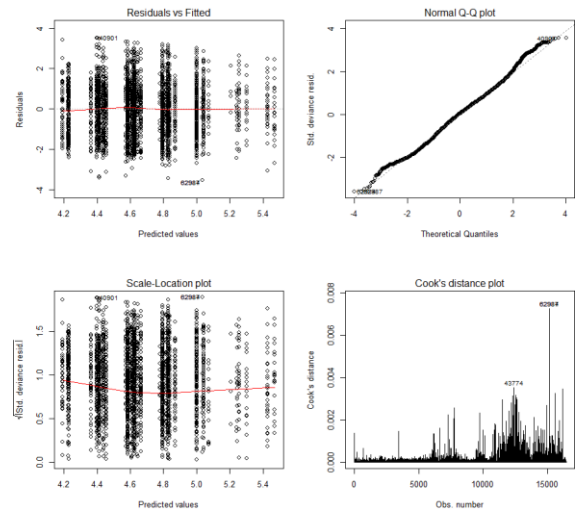 Residuals vs Fitted
Residuals
4
2
0
-2
-4
40901
62984
4.2 4.4 4.6 4.8 5.0 5.2 5.4
Predicted values
Normal Q-Q plot
Std. deviance resid.
4
2
0
-2
-4 -2 0 2 4
Theoretical Quantiles
Scale-Location plot
√|Std. deviance resid.|
1.5
1.0
0.5
0.0
40901
62984
4.2 4.4 4.6 4.8 5.0 5.2 5.4
Predicted values
Cook's distance plot
Cook's distance
0.008
0.006
0.004
0.002
0.000
62984
43774
0 5000 10000 15000
Obs. number